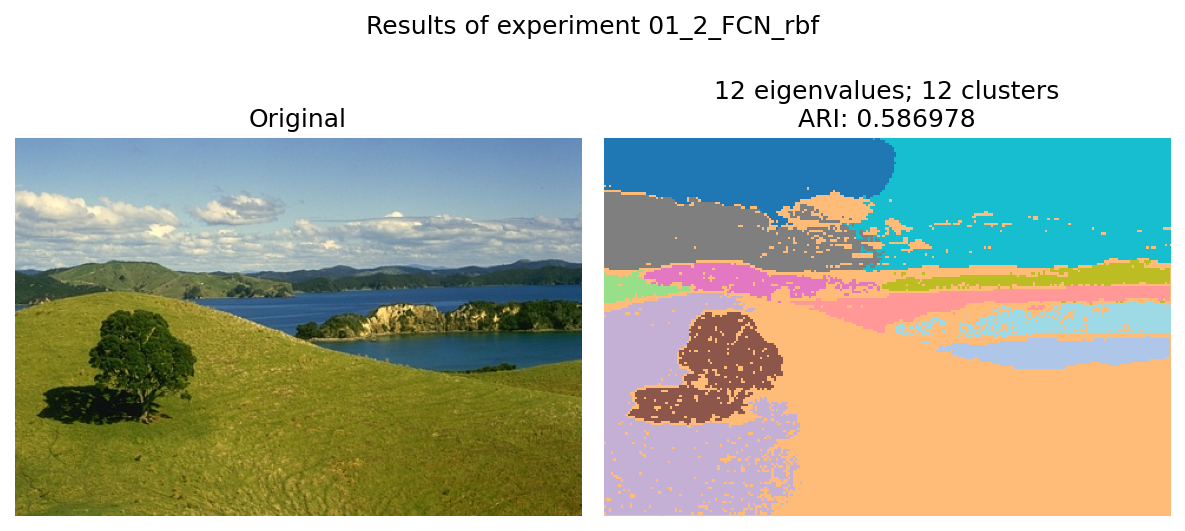 Results of experiment 01_2_FCN_rbf
Original
12 eigenvalues; 12 clusters
ARI: 0.586978